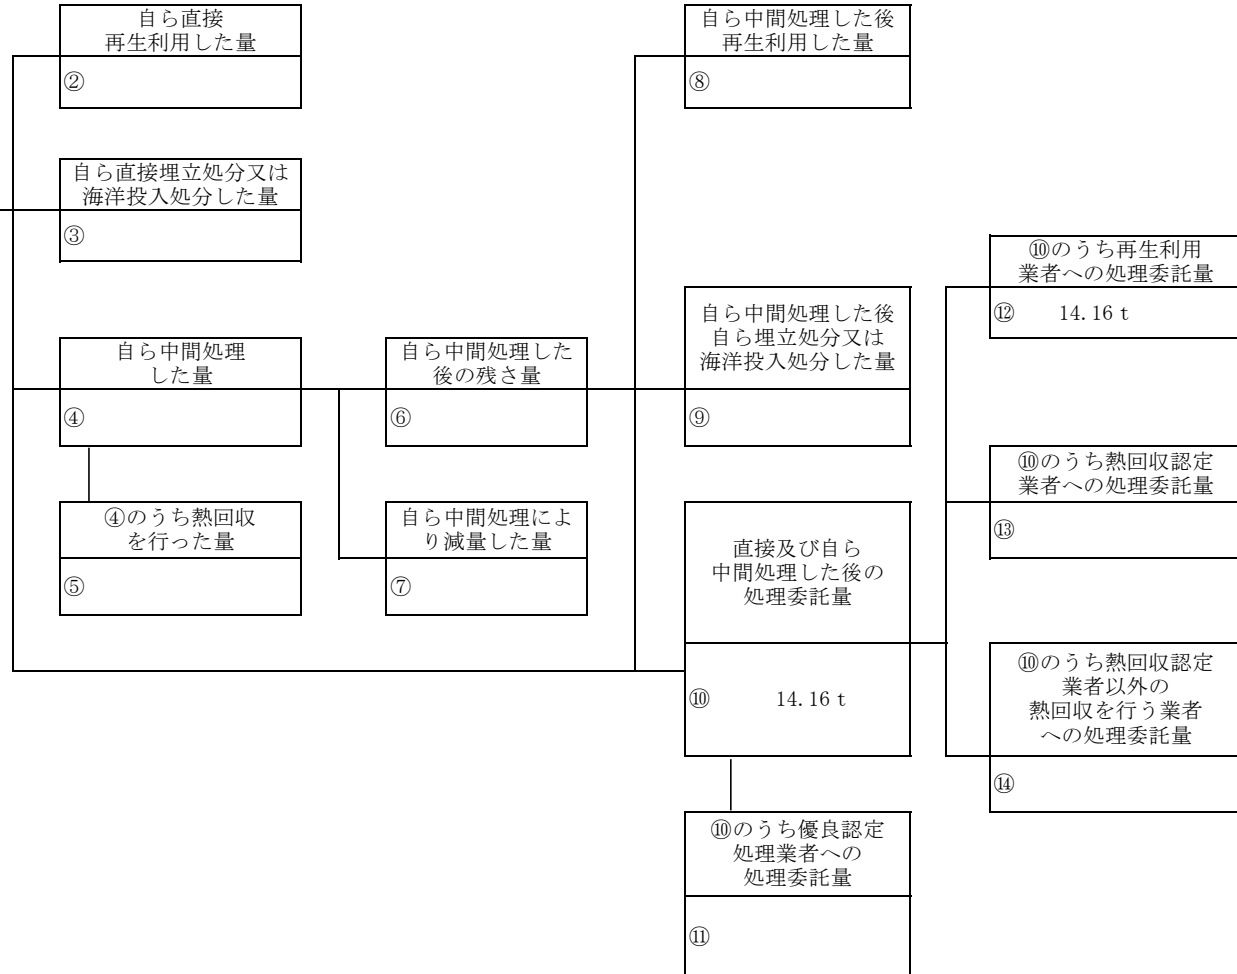 自ら直接
再生利用した量
②
自ら直接埋立処分又は
海洋投入処分した量
③
自ら中間処理
した量
④
④のうち熱回収
を行った量
⑤
自ら中間処理した
後の残さ量
⑥
自ら中間処理によ
り減量した量
⑦
自ら中間処理した後
再生利用した量
⑧
自ら中間処理した後
自ら埋立処分又は
海洋投入処分した量
⑨
直接及び自ら
中間処理した後の
処理委託量
⑩ 14.16 t
⑩のうち優良認定
処理業者への
処理委託量
⑪
⑩のうち再生利用
業者への処理委託量
⑫ 14.16 t
⑩のうち熱回収認定
業者への処理委託量
⑬
⑩のうち熱回収認定
業者以外の
熱回収を行う業者
への処理委託量
⑭